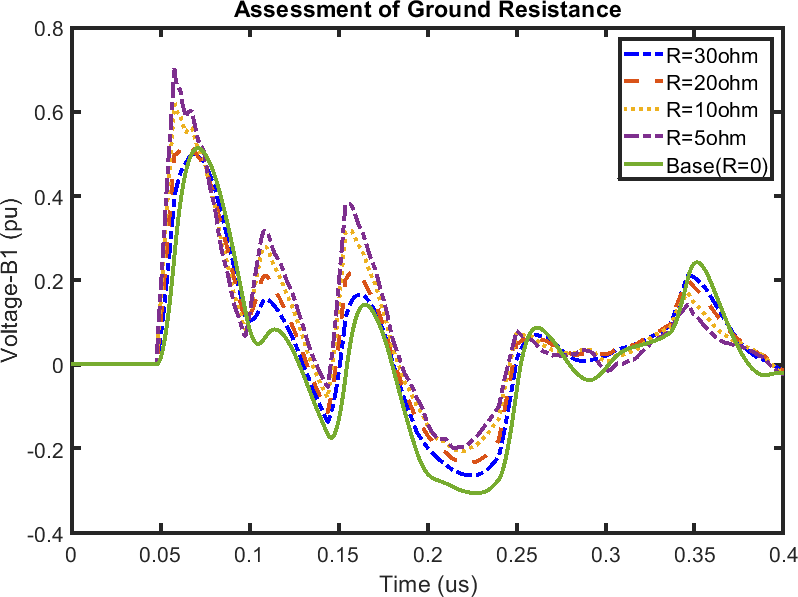 Assessment of Ground Resistance
0.8
0.6
0.4
0.2
0
-0.2
-0.4
Voltage-B1 (pu)
R=30ohm
R=20ohm
R=10ohm
R=5ohm
Base(R=0)
0 0.05 0.1 0.15 0.2 0.25 0.3 0.35 0.4
Time (us)